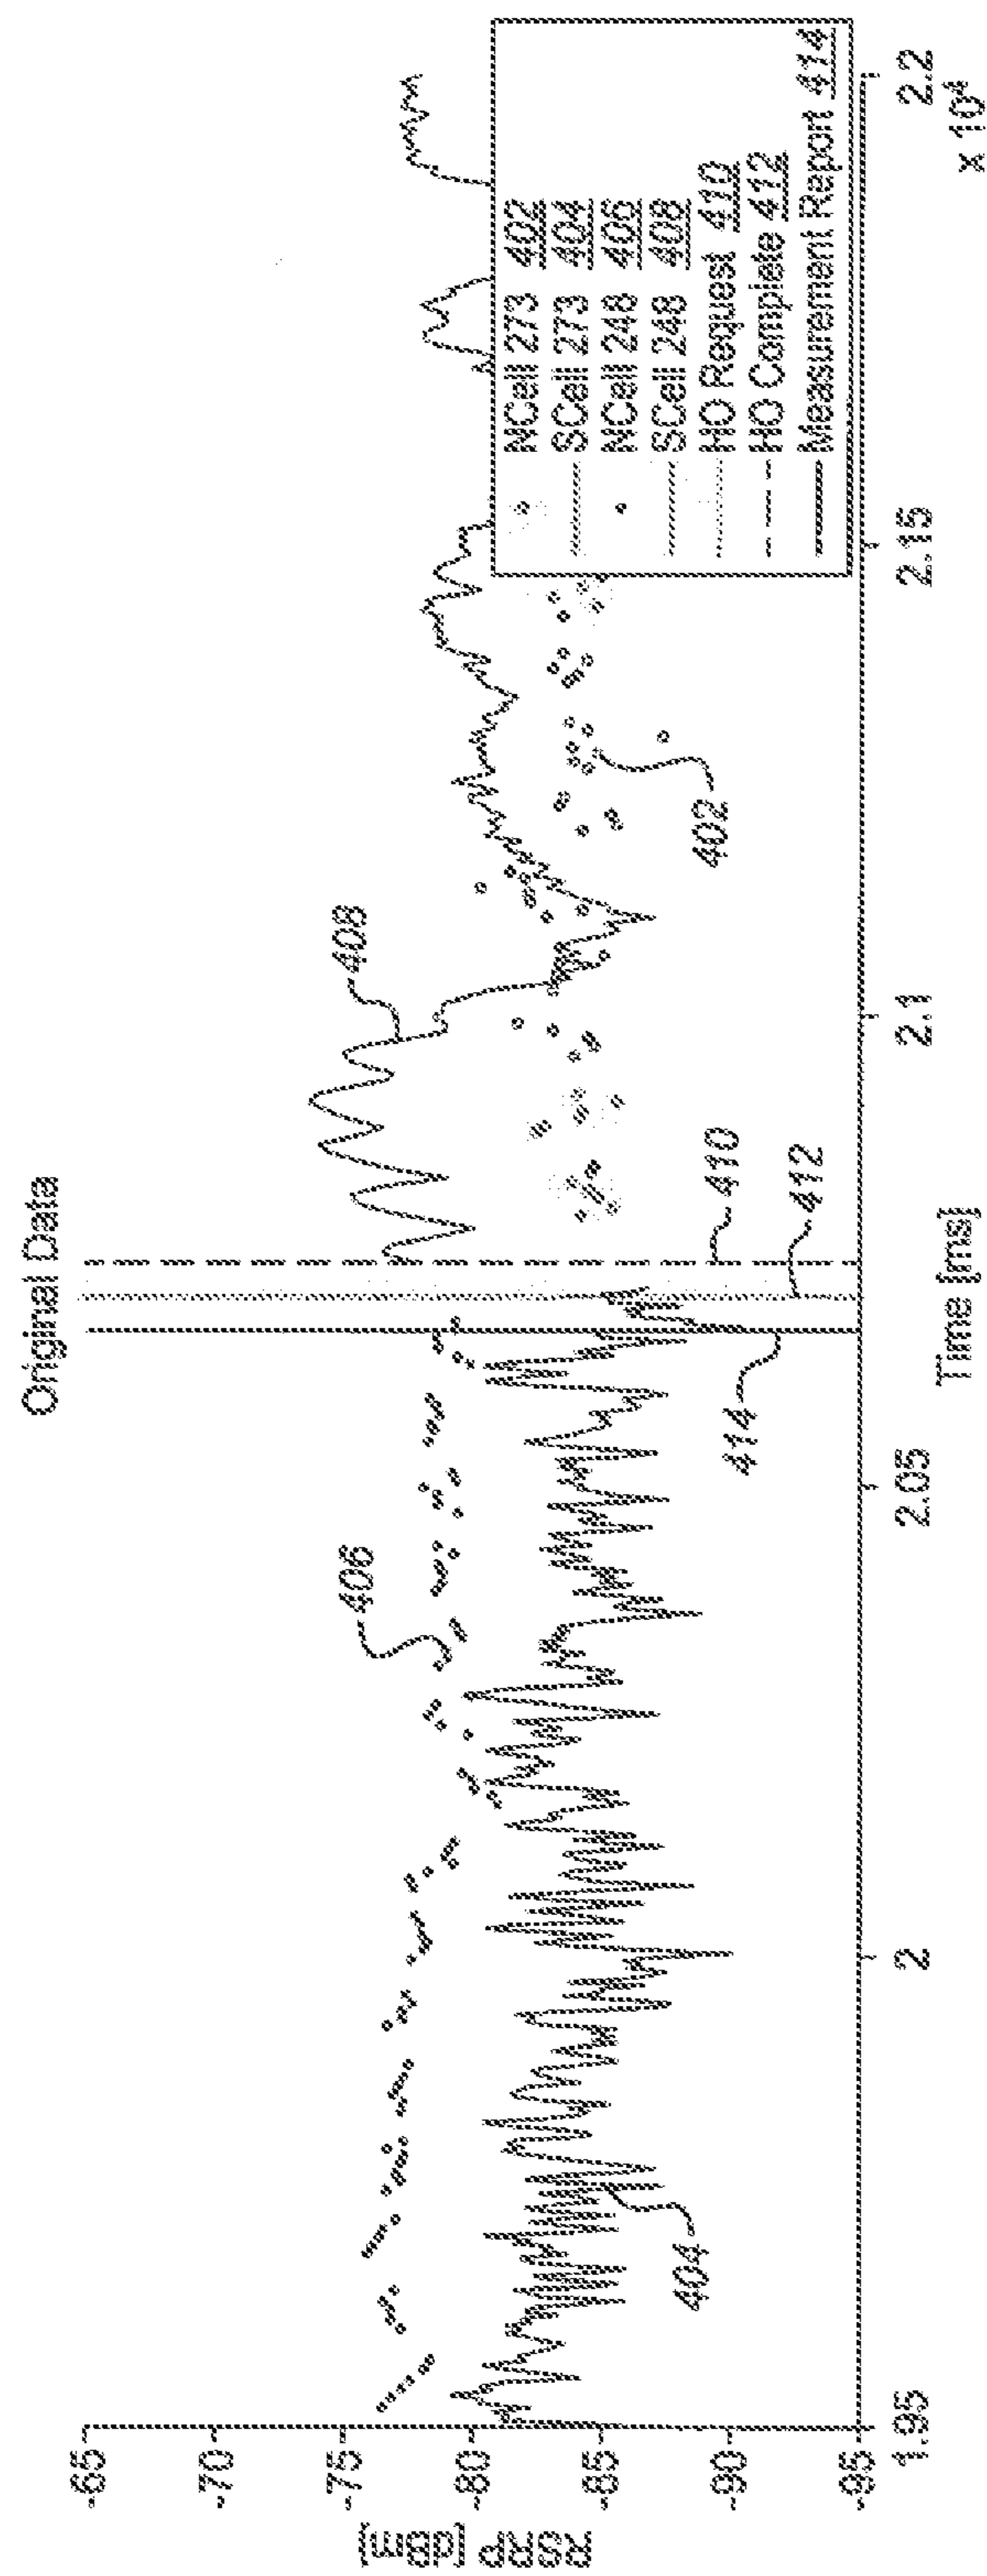 Original Data
RSRP [dBm]
-65
-70
-75
-80
-85
-90
-95
1.95
2
2.05
2.1
2.15
2.2
x 10⁴
Time [ms]
404
406
414
412
410
408
402
NCell 273 402
SCell 273 404
NCell 248 406
SCell 248 408
HO Request 410
HO Complete 412
Measurement Report 414